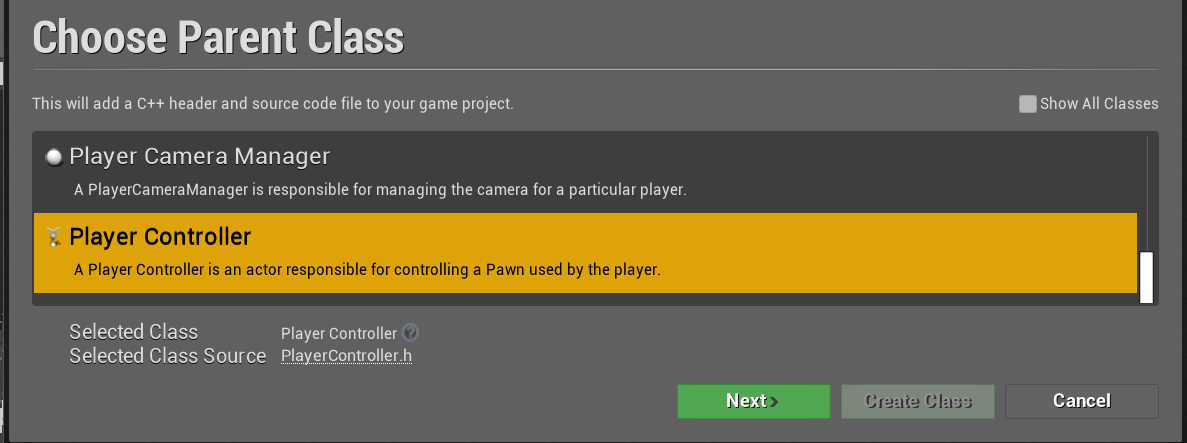 Choose Parent Class
This will add a C++ header and source code file to your game project.
Show All Classes
Player Camera Manager
A PlayerCameraManager is responsible for managing the camera for a particular player.
Player Controller
A Player Controller is an actor responsible for controlling a Pawn used by the player.
Selected Class Player Controller ?
Selected Class Source PlayerController.h
Next> Create Class Cancel